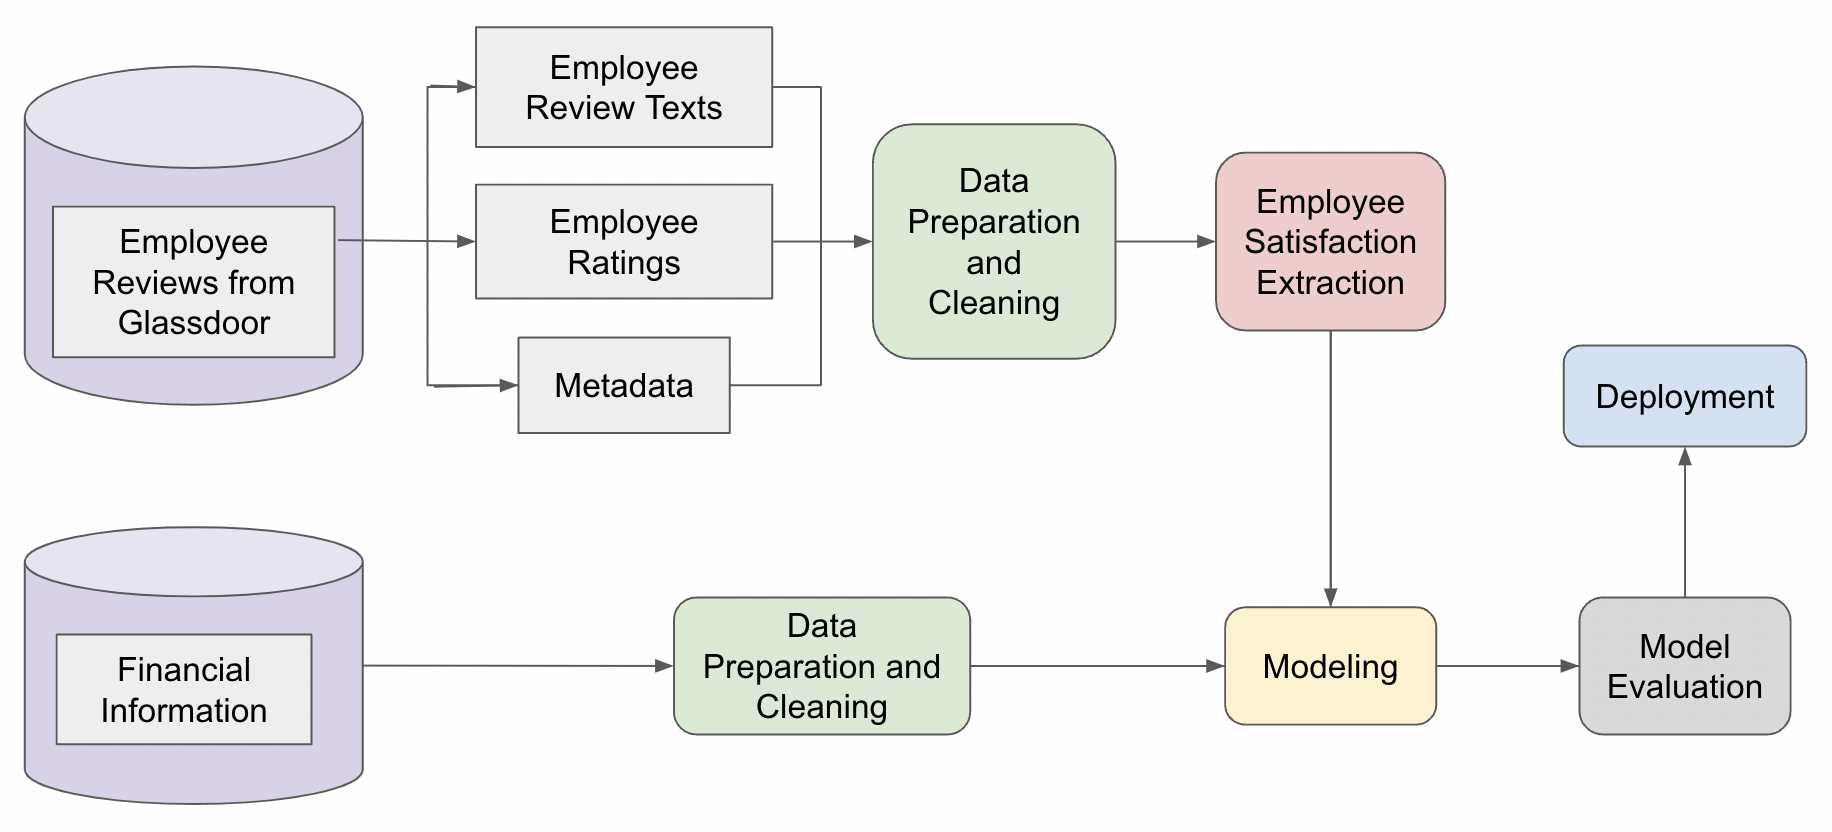 Employee
Reviews from
Glassdoor
Employee
Review Texts
Employee
Ratings
Metadata
Data
Preparation
and
Cleaning
Employee
Satisfaction
Extraction
Deployment
Financial
Information
Data
Preparation and
Cleaning
Modeling
Model
Evaluation